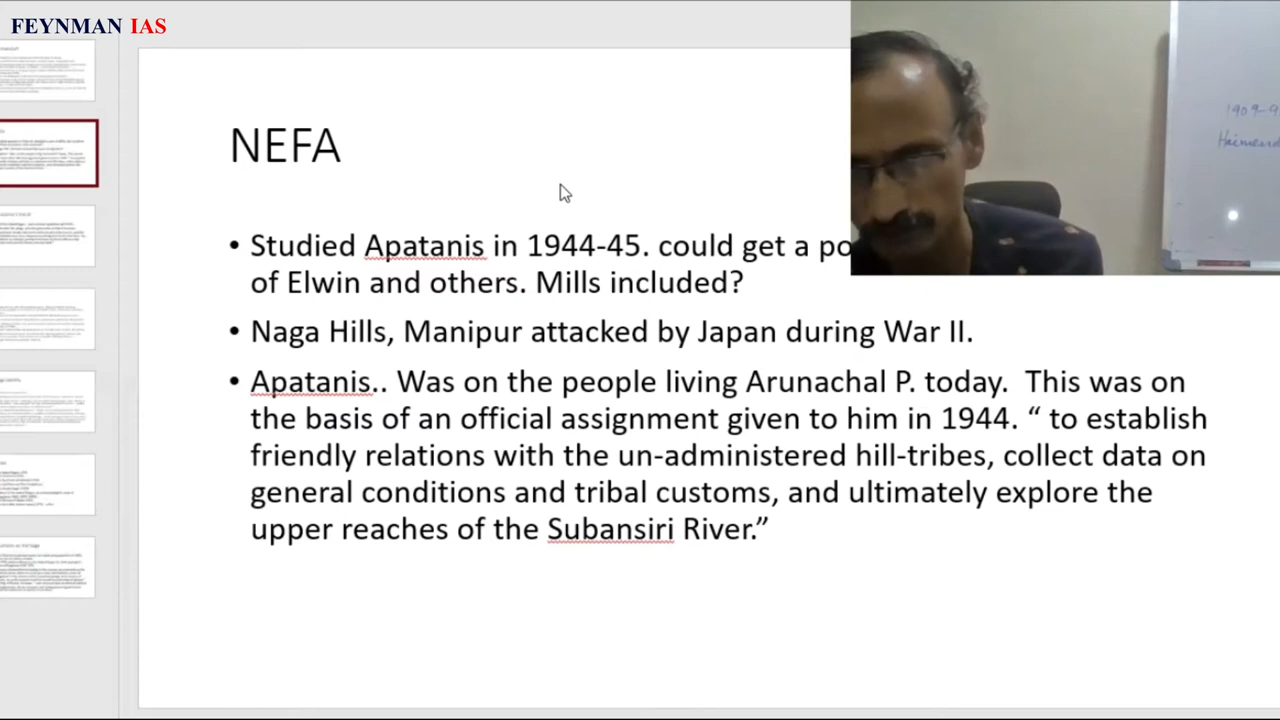 FEYNMAN IAS
NEFA
• Studied Apatanis in 1944-45. could get a po
of Elwin and others. Mills included?
• Naga Hills, Manipur attacked by Japan during War II.
• Apatanis.. Was on the people living Arunachal P. today. This was on
the basis of an official assignment given to him in 1944. “ to establish
friendly relations with the un-administered hill-tribes, collect data on
general conditions and tribal customs, and ultimately explore the
upper reaches of the Subansiri River.”
1909-9